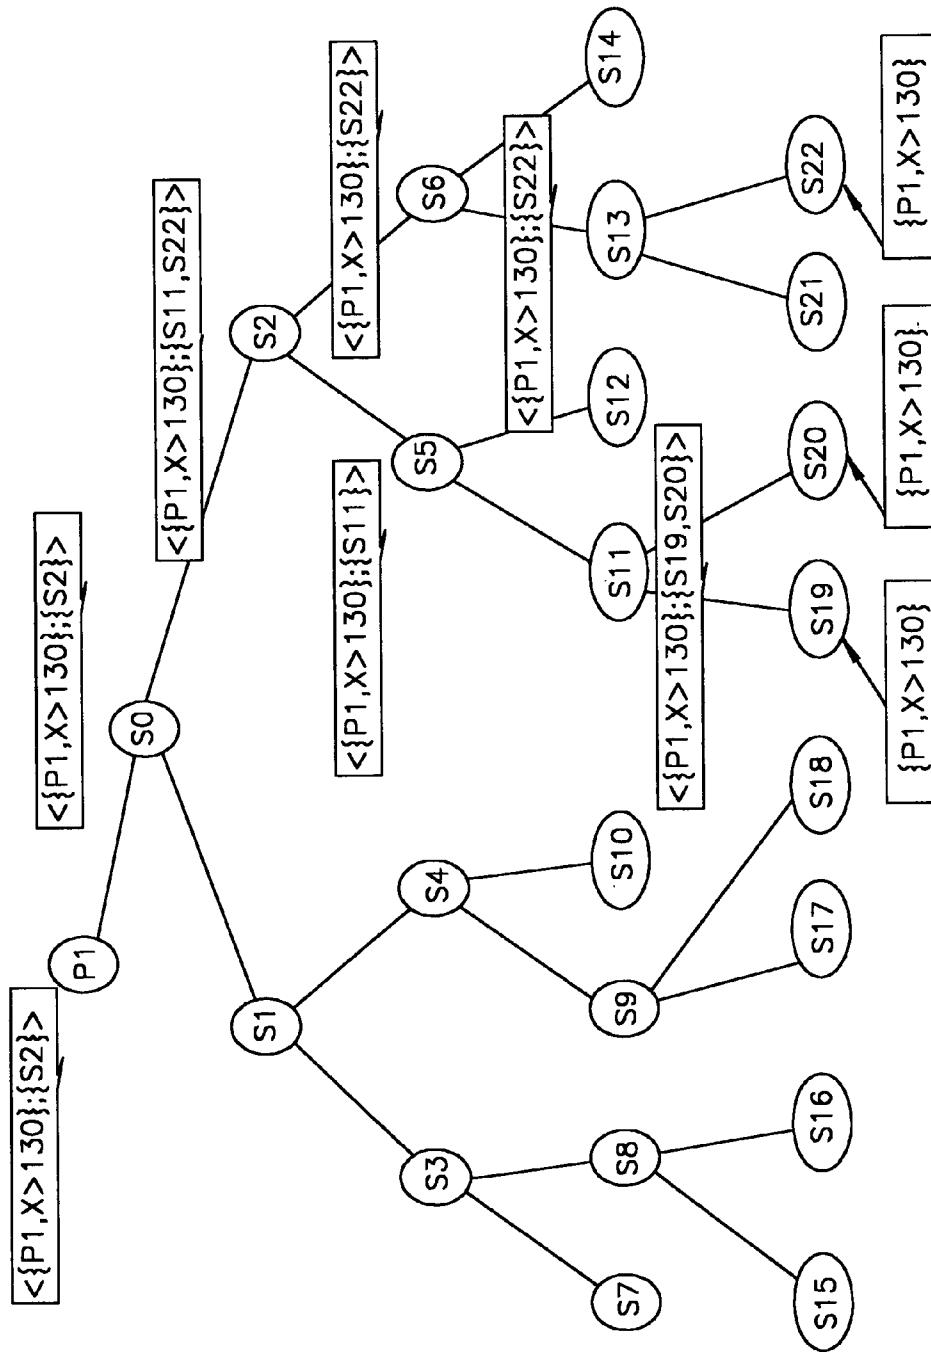 <{P1,X>130};{S2}>
P1
<{P1,X>130};{S2}>
S0
<{P1,X>130};{S11,S22}>
S1
S2
<{P1,X>130};{S11}>
<{P1,X>130};{S22}>
S3
S4
S5
S6
<{P1,X>130};{S22}>
S7
S8
S9
S10
S11
S12
S13
S14
<{P1,X>130};{S19,S20}>
S15
S16
S17
S18
S19
S20
S21
S22
{P1,X>130}
{P1,X>130}
{P1,X>130}